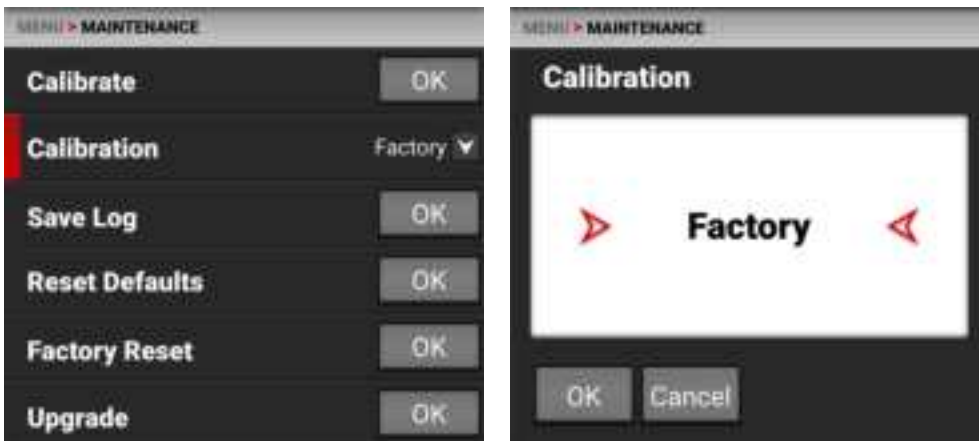 MENU > MAINTENANCE
Calibrate OK
Calibration Factory
Save Log OK
Reset Defaults OK
Factory Reset OK
Upgrade OK
MENU > MAINTENANCE
Calibration
Factory
OK Cancel